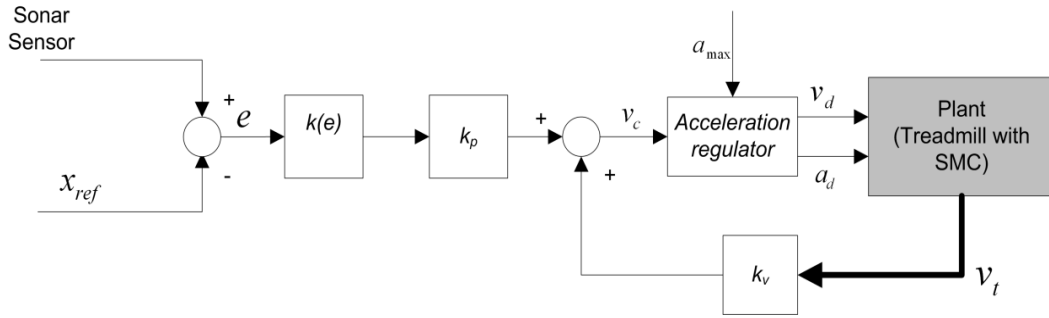 Sonar
Sensor
x_ref
+
-
e
k(e)
k_p
+
+
v_c
a_max
Acceleration
regulator
v_d
a_d
Plant
(Treadmill with
SMC)
k_v
v_t